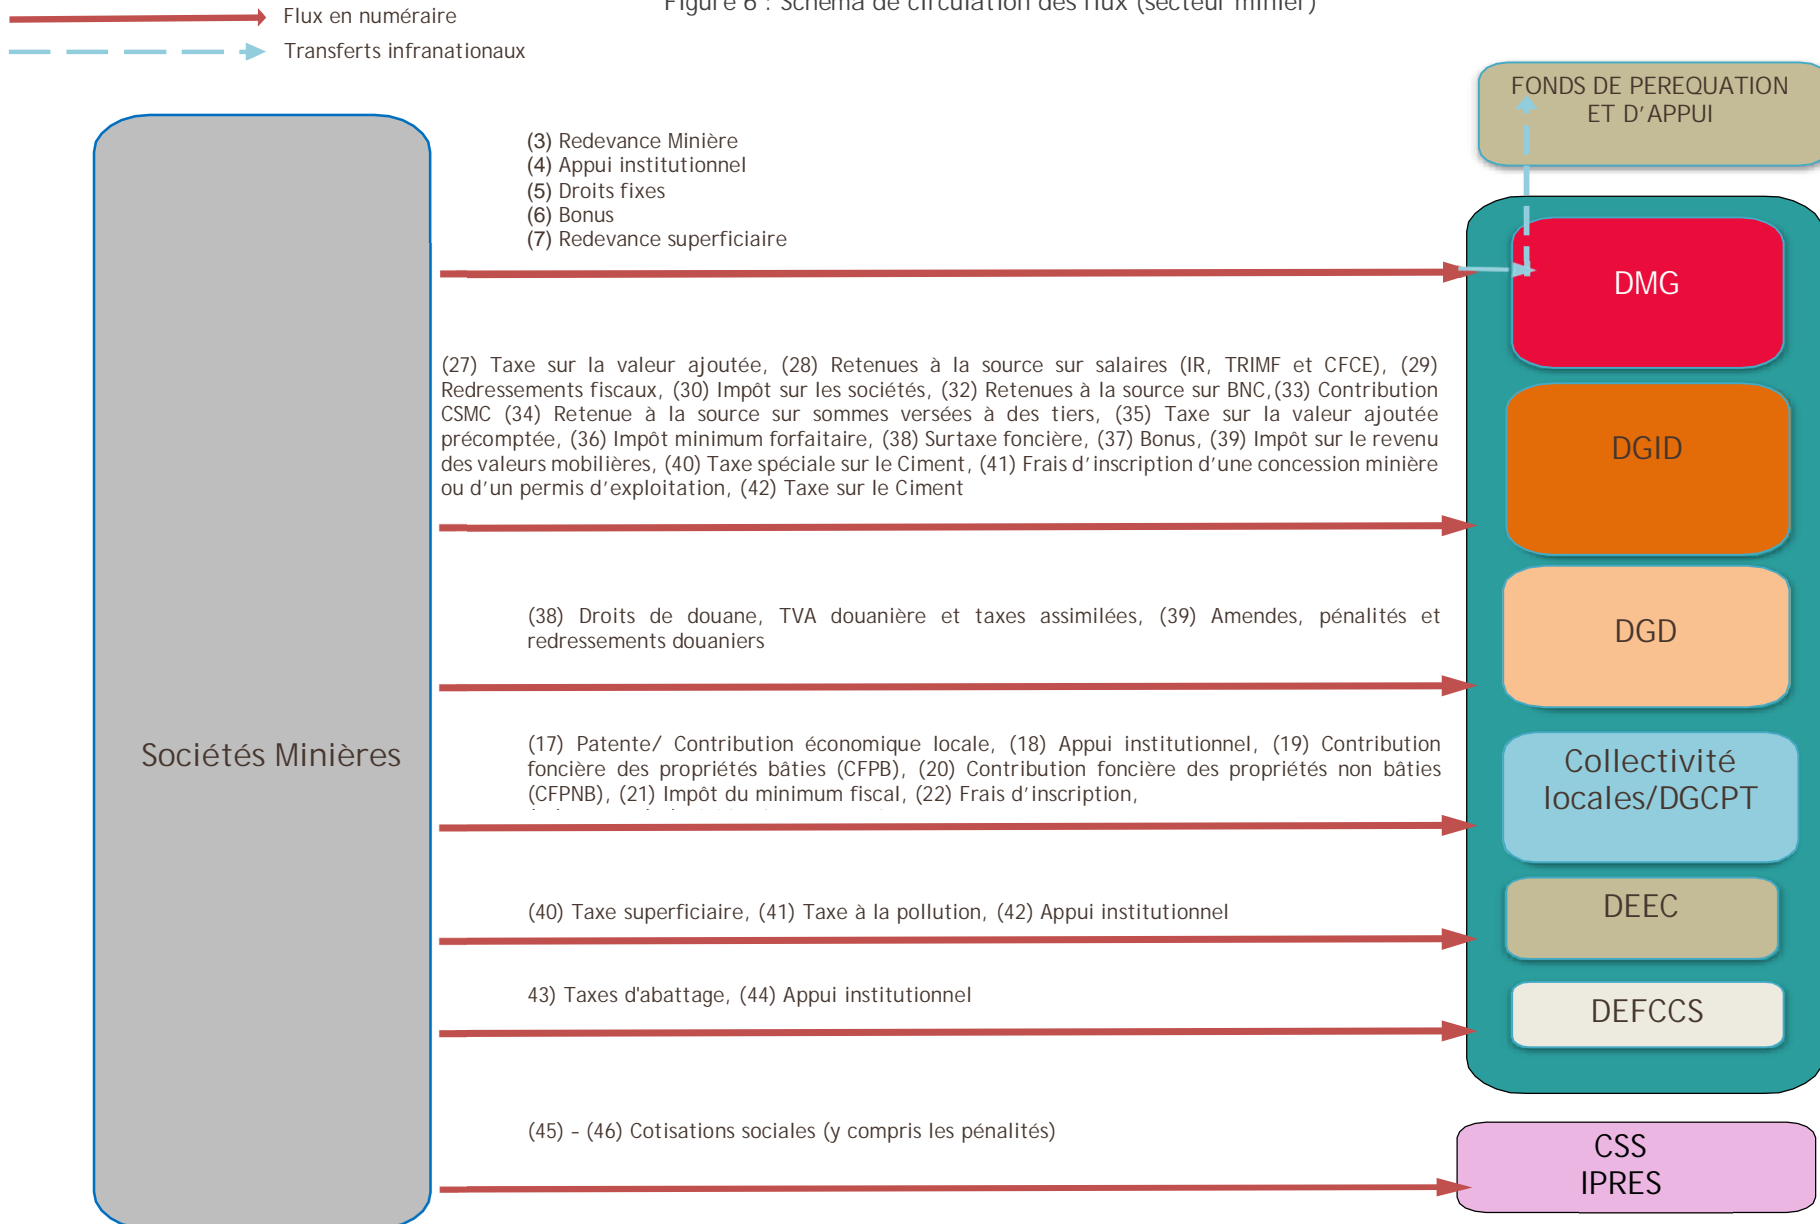 Figure 6 : Schéma de circulation des flux (secteur minier)
Flux en numéraire
Transferts infranationaux
FONDS DE PEREQUATION
ET D’APPUI
(3) Redevance Minière
(4) Appui institutionnel
(5) Droits fixes
(6) Bonus
(7) Redevance superficiaire
DMG
(27) Taxe sur la valeur ajoutée, (28) Retenues à la source sur salaires (IR, TRIMF et CFCE), (29)
Redressements fiscaux, (30) Impôt sur les sociétés, (32) Retenues à la source sur BNC,(33) Contribution
CSMC (34) Retenue à la source sur sommes versées à des tiers, (35) Taxe sur la valeur ajoutée
précomptée, (36) Impôt minimum forfaitaire, (38) Surtaxe foncière, (37) Bonus, (39) Impôt sur le revenu
des valeurs mobilières, (40) Taxe spéciale sur le Ciment, (41) Frais d’inscription d’une concession minière
ou d’un permis d’exploitation, (42) Taxe sur le Ciment
DGID
(38) Droits de douane, TVA douanière et taxes assimilées, (39) Amendes, pénalités et
redressements douaniers
DGD
Sociétés Minières
(17) Patente/ Contribution économique locale, (18) Appui institutionnel, (19) Contribution
foncière des propriétés bâties (CFPB), (20) Contribution foncière des propriétés non bâties
(CFPNB), (21) Impôt du minimum fiscal, (22) Frais d’inscription,
Collectivité
locales/DGCPT
(40) Taxe superficiaire, (41) Taxe à la pollution, (42) Appui institutionnel
DEEC
43) Taxes d'abattage, (44) Appui institutionnel
DEFCCS
(45) – (46) Cotisations sociales (y compris les pénalités)
CSS
IPRES